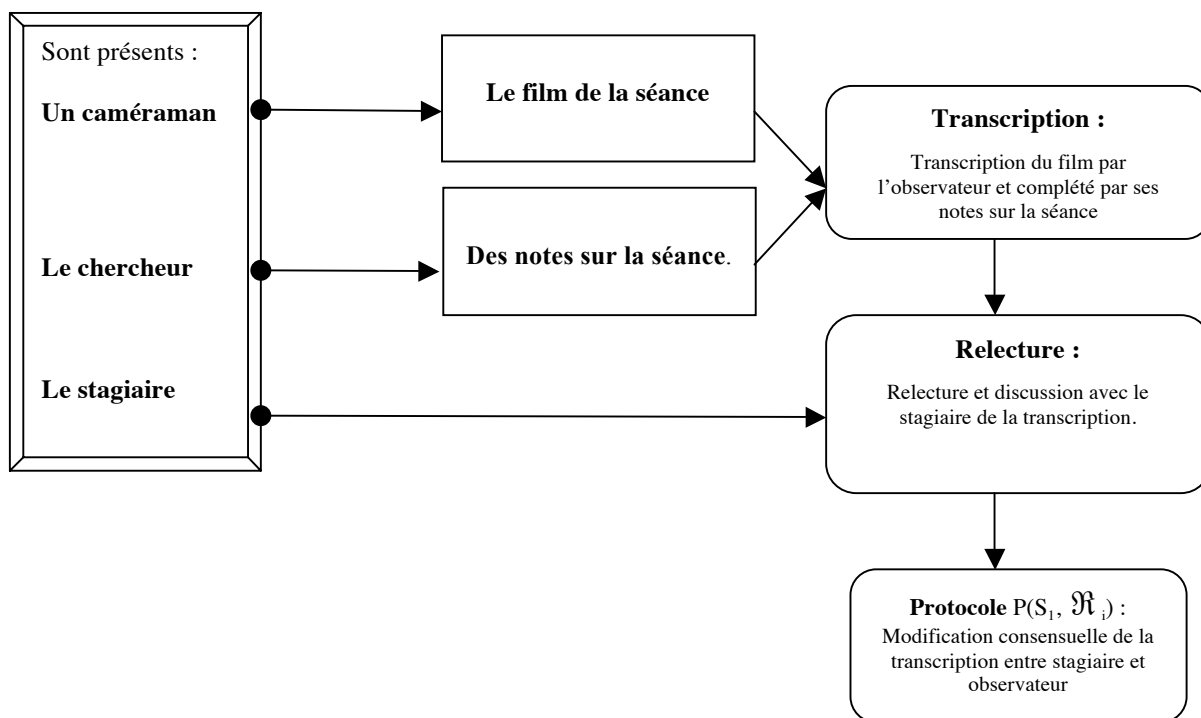 Sont présents :
Un caméraman
Le chercheur
Le stagiaire
Le film de la séance
Des notes sur la séance.
Transcription :
Transcription du film par
l’observateur et complété par ses
notes sur la séance
Relecture :
Relecture et discussion avec le
stagiaire de la transcription.
Protocole P(S₁, ℜ ᵢ) :
Modification consensuelle de la
transcription entre stagiaire et
observateur